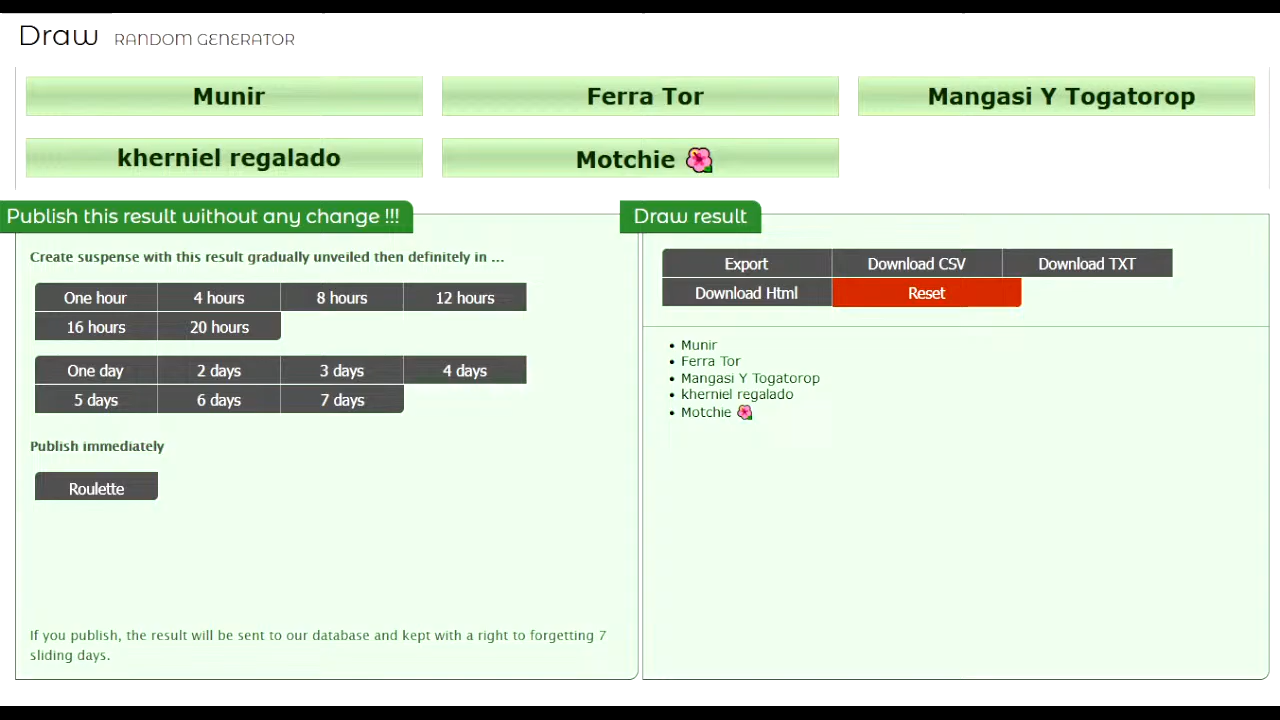 Draw RANDOM GENERATOR
Munir
Ferra Tor
Mangasi Y Togatorop
kherniel regalado
Motchie 🌺
Publish this result without any change !!!
Create suspense with this result gradually unveiled then definitely in ...
One hour
4 hours
8 hours
12 hours
16 hours
20 hours
One day
2 days
3 days
4 days
5 days
6 days
7 days
Publish immediately
Roulette
If you publish, the result will be sent to our database and kept with a right to forgetting 7
sliding days.
Draw result
Export
Download CSV
Download TXT
Download Html
Reset
• Munir
• Ferra Tor
• Mangasi Y Togatorop
• kherniel regalado
• Motchie 🌺